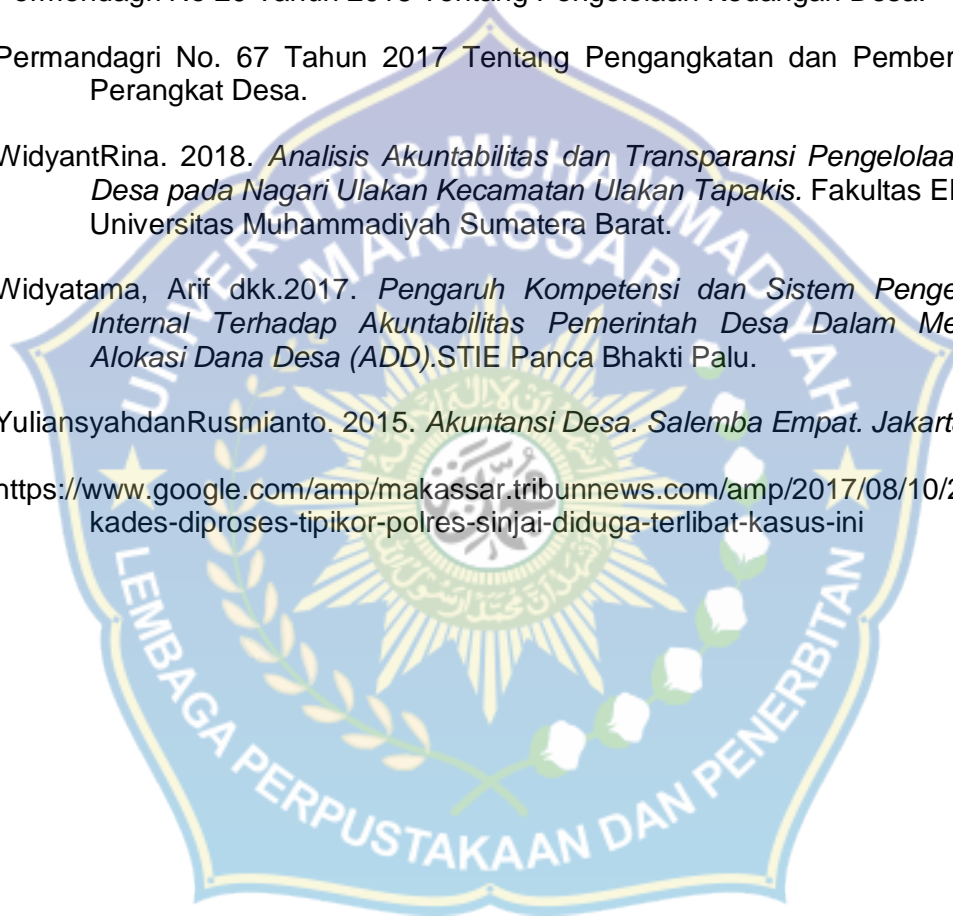 Permandagri No. 67 Tahun 2017 Tentang Pengangkatan dan Pember
Perangkat Desa.
WidyantRina. 2018. Analisis Akuntabilitas dan Transparansi Pengelolaa
Desa pada Nagari Ulakan Kecamatan Ulakan Tapakis. Fakultas E
Universitas Muhammadiyah Sumatera Barat.
Widyatama, Arif dkk.2017. Pengaruh Kompetensi dan Sistem Penge
Internal Terhadap Akuntabilitas Pemerintah Desa Dalam Me
Alokasi Dana Desa (ADD).STIE Panca Bhakti Palu.
YuliansyahdanRusmianto. 2015. Akuntansi Desa. Salemba Empat. Jakart
https://www.google.com/amp/makassar.tribunnews.com/amp/2017/08/10/2
kades-diproses-tipikor-polres-sinjai-diduga-terlibat-kasus-ini
UNIVERSITAS MUHAMMADIYAH
MAKASSAR
LEMBAGA PERPUSTAKAAN DAN PENERBITAN